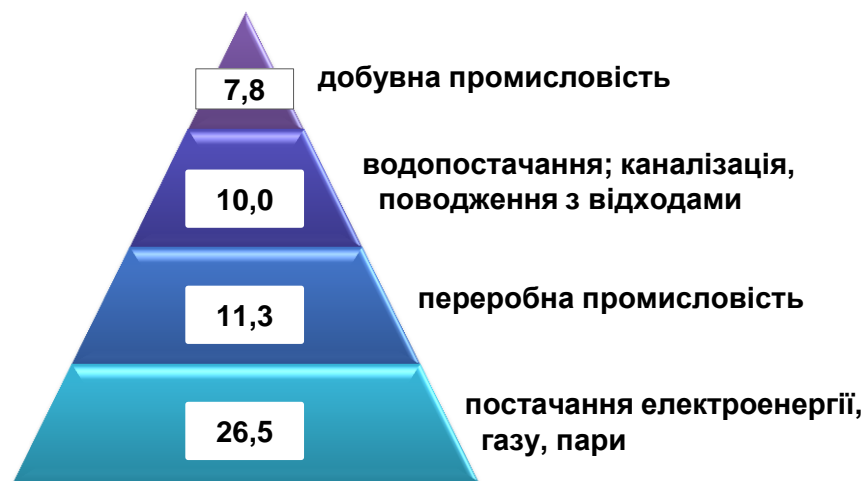 7,8
добувна промисловість
10,0
водопостачання; каналізація,
поводження з відходами
11,3
переробна промисловість
26,5
постачання електроенергії,
газу, пари